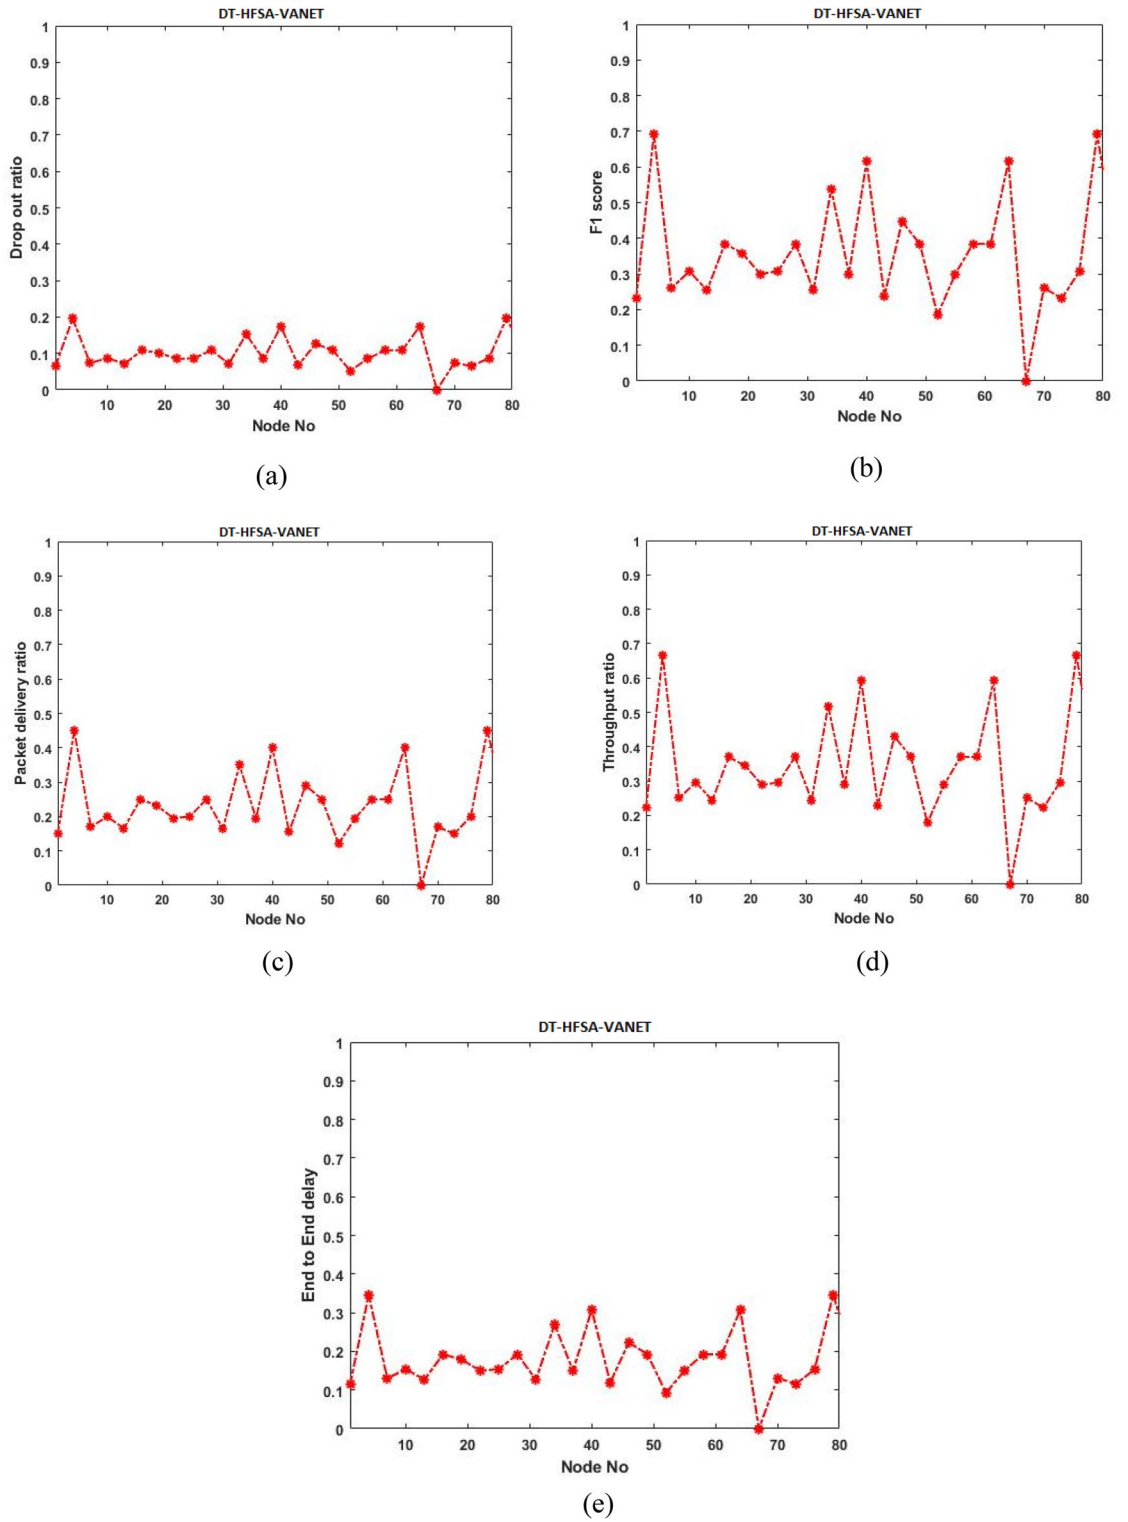 DT-HFSA-VANET
1
0.9
0.8
0.7
0.6
0.5
0.4
0.3
0.2
0.1
0
Drop out ratio
10 20 30 40 50 60 70 80
Node No
(a)
DT-HFSA-VANET
1
0.9
0.8
0.7
0.6
0.5
0.4
0.3
0.2
0.1
0
F1 score
10 20 30 40 50 60 70 80
Node No
(b)
DT-HFSA-VANET
1
0.9
0.8
0.7
0.6
0.5
0.4
0.3
0.2
0.1
0
Packet delivery ratio
10 20 30 40 50 60 70 80
Node No
(c)
DT-HFSA-VANET
1
0.9
0.8
0.7
0.6
0.5
0.4
0.3
0.2
0.1
0
Throughput ratio
10 20 30 40 50 60 70 80
Node No
(d)
DT-HFSA-VANET
1
0.9
0.8
0.7
0.6
0.5
0.4
0.3
0.2
0.1
0
End to End delay
10 20 30 40 50 60 70 80
Node No
(e)